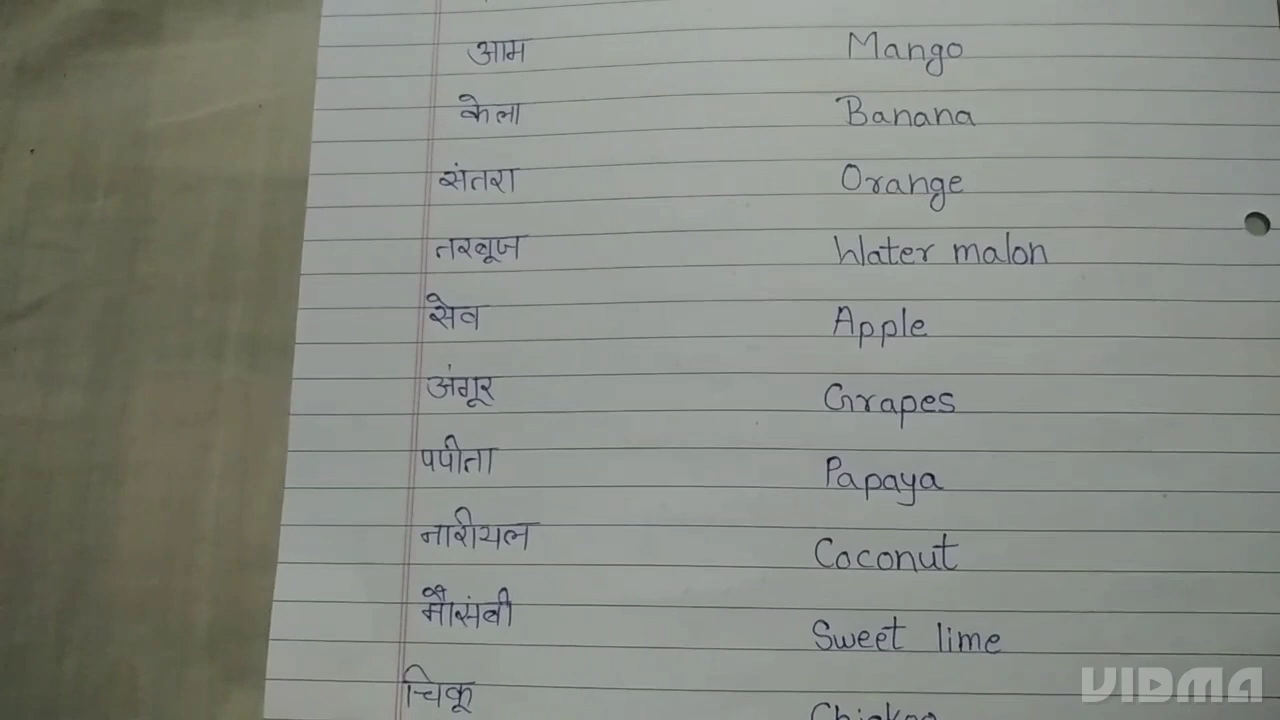 आम Mango
केला Banana
संतरा Orange
तरबूज Water malon
सेव Apple
अंगूर Grapes
पपीता Papaya
नारीयल Coconut
मौसंबी Sweet lime
चिकू
VIDMA